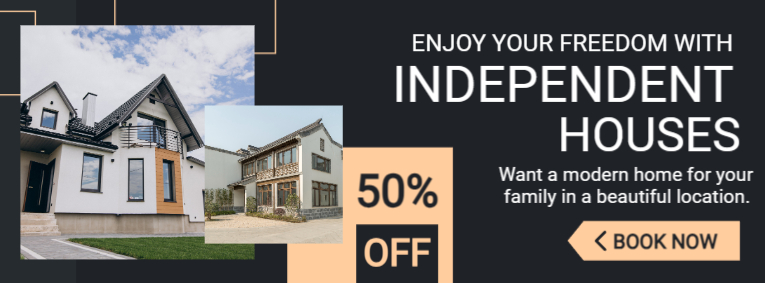 ENJOY YOUR FREEDOM WITH
INDEPENDENT
HOUSES
Want a modern home for your
family in a beautiful location.
50%
OFF
BOOK NOW